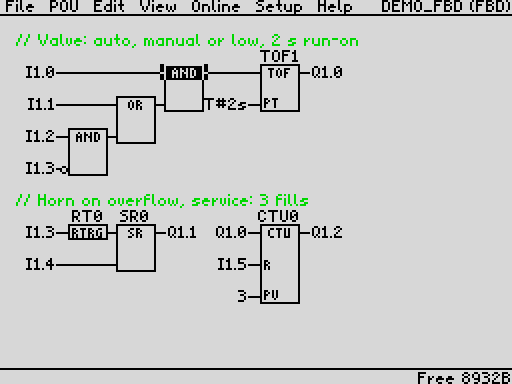 File POU Edit View Online Setup Help DEMO_FBD (FBD)
// Valve: auto, manual or low, 2 s run-on
TOF1
I1.0 AND TOF Q1.0
I1.1 OR T#2s PT
I1.2 AND
I1.3
// Horn on overflow, service: 3 fills
RT0 SR0 CTU0
I1.3 RTRG SR Q1.1 Q1.0 CTU Q1.2
I1.4 I1.5 R
3 PV
Free 8932B